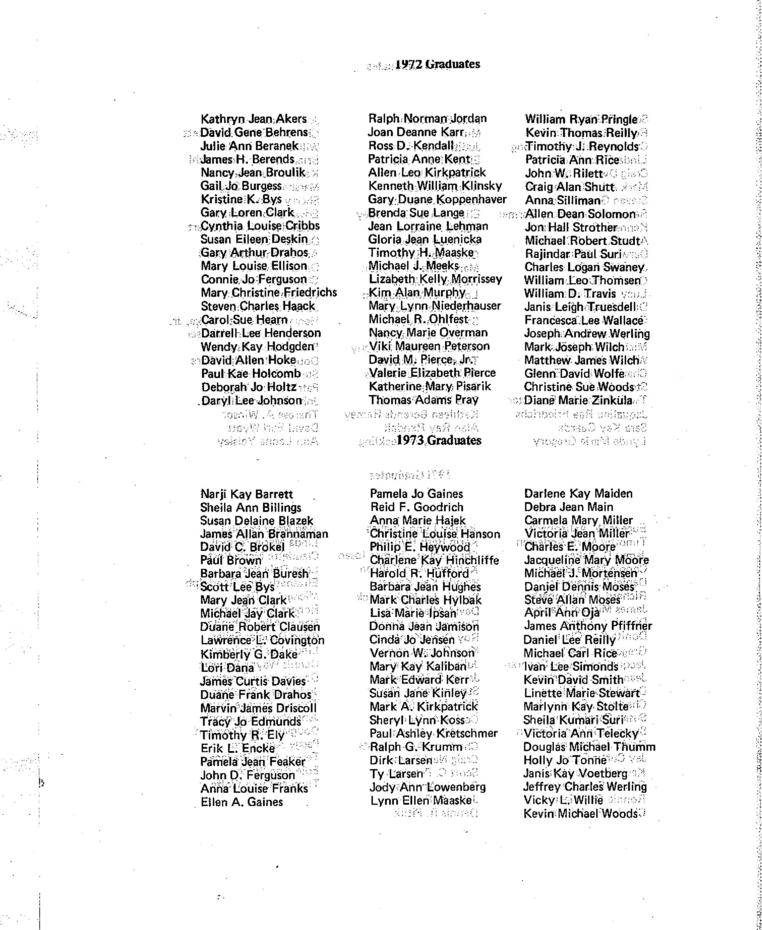 1972 Graduates
Kathryn Jean Akers
David Gene Behrens
Julie Ann Beranek
James H. Berends
Nancy Jean Broulik
Gail Jo Burgess
Kristine K. Bys
Gary Loren Clark
Cynthia Louise Cribbs
Susan Eileen Deskin
Gary Arthur Drahos
Mary Louise Ellison
Connie Jo Ferguson
Mary Christine Friedrichs
Steven Charles Haack
Carol Sue Hearn
Darrell Lee Henderson
Wendy Kay Hodgden
David Allen Hoke
Paul Kae Holcomb
Deborah Jo Holtz
Daryl Lee Johnson
Ralph Norman Jordan
Joan Deanne Karr
Ross D. Kendall
Patricia Anne Kent
Allen Leo Kirkpatrick
Kenneth William Klinsky
Gary Duane Koppenhaver
Brenda Sue Lange
Jean Lorraine Lehman
Gloria Jean Luenicka
Timothy H. Maaske
Michael J. Meeks
Lizabeth Kelly Morrissey
Kim Alan Murphy
Mary Lynn Niederhauser
Michael R. Ohlfest
Nancy Marie Overman
Viki Maureen Peterson
David M. Pierce, Jr.
Valerie Elizabeth Pierce
Katherine Mary Pisarik
Thomas Adams Pray
William Ryan Pringle
Kevin Thomas Reilly
Timothy J. Reynolds
Patricia Ann Rice
John W. Rilett
Craig Alan Shutt
Anna Silliman
Allen Dean Solomon
Jon Hall Strother
Michael Robert Studt
Rajindar Paul Suri
Charles Logan Swaney
William Leo Thomsen
William D. Travis
Janis Leigh Truesdell
Francesca Lee Wallace
Joseph Andrew Werling
Mark Joseph Wilch
Matthew James Wilch
Glenn David Wolfe
Christine Sue Woods
Diane Marie Zinkula
1973 Graduates
Narji Kay Barrett
Sheila Ann Billings
Susan Delaine Blazek
James Allan Brannaman
David C. Brokel
Paul Brown
Barbara Jean Buresh
Scott Lee Bys
Mary Jean Clark
Michael Jay Clark
Duane Robert Clausen
Lawrence L. Covington
Kimberly G. Dake
Lori Dana
James Curtis Davies
Duane Frank Drahos
Marvin James Driscoll
Tracy Jo Edmunds
Timothy R. Ely
Erik L. Encke
Pamela Jean Feaker
John D. Ferguson
Anna Louise Franks
Ellen A. Gaines
Pamela Jo Gaines
Reid F. Goodrich
Anna Marie Hajek
Christine Louise Hanson
Philip E. Heywood
Charlene Kay Hinchliffe
Harold R. Hufford
Barbara Jean Hughes
Mark Charles Hylbak
Lisa Marie Ipsan
Donna Jean Jamison
Cinda Jo Jensen
Vernon W. Johnson
Mary Kay Kaliban
Mark Edward Kerr
Susan Jane Kinley
Mark A. Kirkpatrick
Sheryl Lynn Koss
Paul Ashley Kretschmer
Ralph G. Krumm
Dirk Larsen
Ty Larsen
Jody Ann Lowenberg
Lynn Ellen Maaske
Darlene Kay Maiden
Debra Jean Main
Carmela Mary Miller
Victoria Jean Miller
Charles E. Moore
Jacqueline Mary Moore
Michael J. Mortensen
Daniel Dennis Moses
Steve Allan Moses
April Ann Oja
James Anthony Pfiffner
Daniel Lee Reilly
Michael Carl Rice
Ivan Lee Simonds
Kevin David Smith
Linette Marie Stewart
Marlynn Kay Stolte
Sheila Kumari Suri
Victoria Ann Telecky
Douglas Michael Thumm
Holly Jo Tonne
Janis Kay Voetberg
Jeffrey Charles Werling
Vicky L. Willie
Kevin Michael Woods